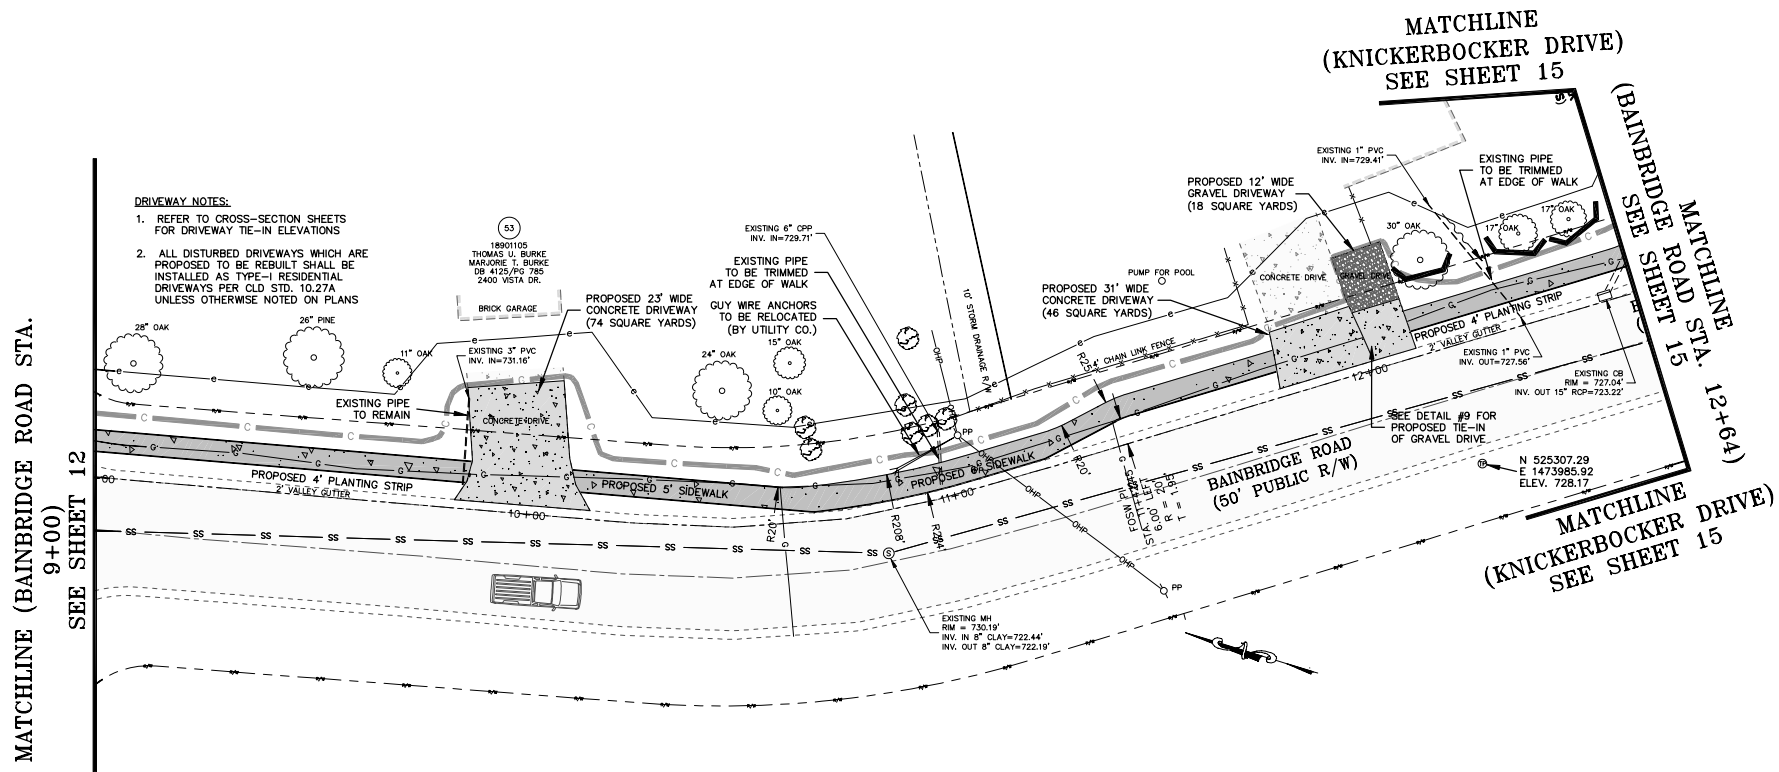 MATCHLINE
(KNICKERBOCKER DRIVE)
SEE SHEET 15
MATCHLINE
(BAINBRIDGE ROAD STA. 12+64)
SEE SHEET 15
MATCHLINE (BAINBRIDGE ROAD STA.
9+00)
SEE SHEET 12
DRIVEWAY NOTES:
1. REFER TO CROSS-SECTION SHEETS
FOR DRIVEWAY TIE-IN ELEVATIONS
2. ALL DISTURBED DRIVEWAYS WHICH ARE
PROPOSED TO BE REBUILT SHALL BE
INSTALLED AS TYPE-I RESIDENTIAL
DRIVEWAYS PER CLD STD. 10.27A
UNLESS OTHERWISE NOTED ON PLANS
53
18901105
THOMAS U. BURKE
MARJORIE T. BURKE
DB 4125/PG 785
2400 VISTA DR.
BRICK GARAGE
28" OAK
26" PINE
11" OAK
EXISTING 3" PVC
INV. IN=731.16'
EXISTING PIPE
TO REMAIN
PROPOSED 23' WIDE
CONCRETE DRIVEWAY
(74 SQUARE YARDS)
CONCRETE DRIVE
24" OAK
15" OAK
10" OAK
EXISTING 6" CPP
INV. IN=729.71'
EXISTING PIPE
TO BE TRIMMED
AT EDGE OF WALK
GUY WIRE ANCHORS
TO BE RELOCATED
(BY UTILITY CO.)
10' STORM DRAINAGE R/W
OHP
4' CHAIN LINK FENCE
R25'
PUMP FOR POOL
PROPOSED 31' WIDE
CONCRETE DRIVEWAY
(46 SQUARE YARDS)
PROPOSED 12' WIDE
GRAVEL DRIVEWAY
(18 SQUARE YARDS)
CONCRETE DRIVE
GRAVEL DRIVE
EXISTING 1" PVC
INV. IN=729.41'
EXISTING PIPE
TO BE TRIMMED
AT EDGE OF WALK
30" OAK
17" OAK
17" OAK
PROPOSED 4' PLANTING STRIP
2' VALLEY GUTTER
EXISTING 1" PVC
INV. OUT=727.56'
EXISTING CB
RIM = 727.04'
INV. OUT 15" RCP=723.22'
SEE DETAIL #9 FOR
PROPOSED TIE-IN
OF GRAVEL DRIVE
12+00
PROPOSED 4' PLANTING STRIP
2' VALLEY GUTTER
10+00
PROPOSED 5' SIDEWALK
R20'
R208'
11+00
R20'
PP
OHP
OHP
OHP
PP
6.00' LEFT
R = 20'
T = 1.95'
BAINBRIDGE ROAD
(50' PUBLIC R/W)
EXISTING MH
RIM = 730.19'
INV. IN 8" CLAY=722.44'
INV. OUT 8" CLAY=722.19'
N 525307.29
E 1473985.92
ELEV. 728.17
MATCHLINE
(KNICKERBOCKER DRIVE)
SEE SHEET 15